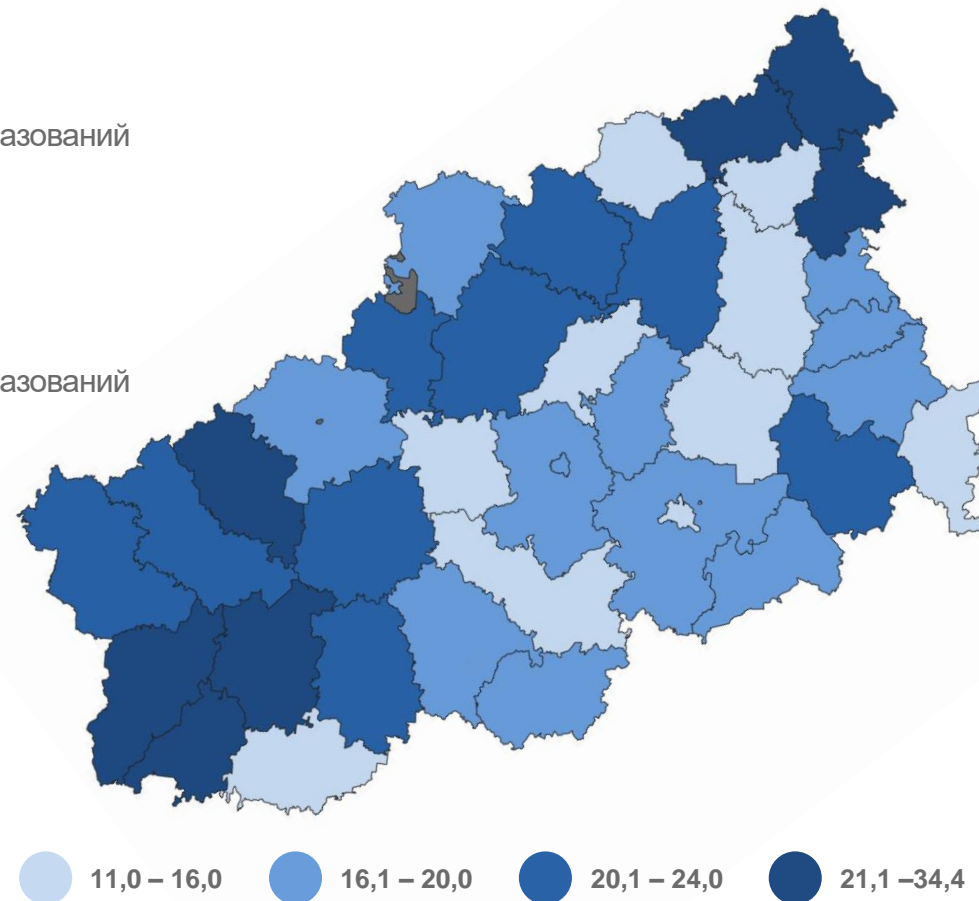 азований
азований
11,0 – 16,0
16,1 – 20,0
20,1 – 24,0
21,1 –34,4